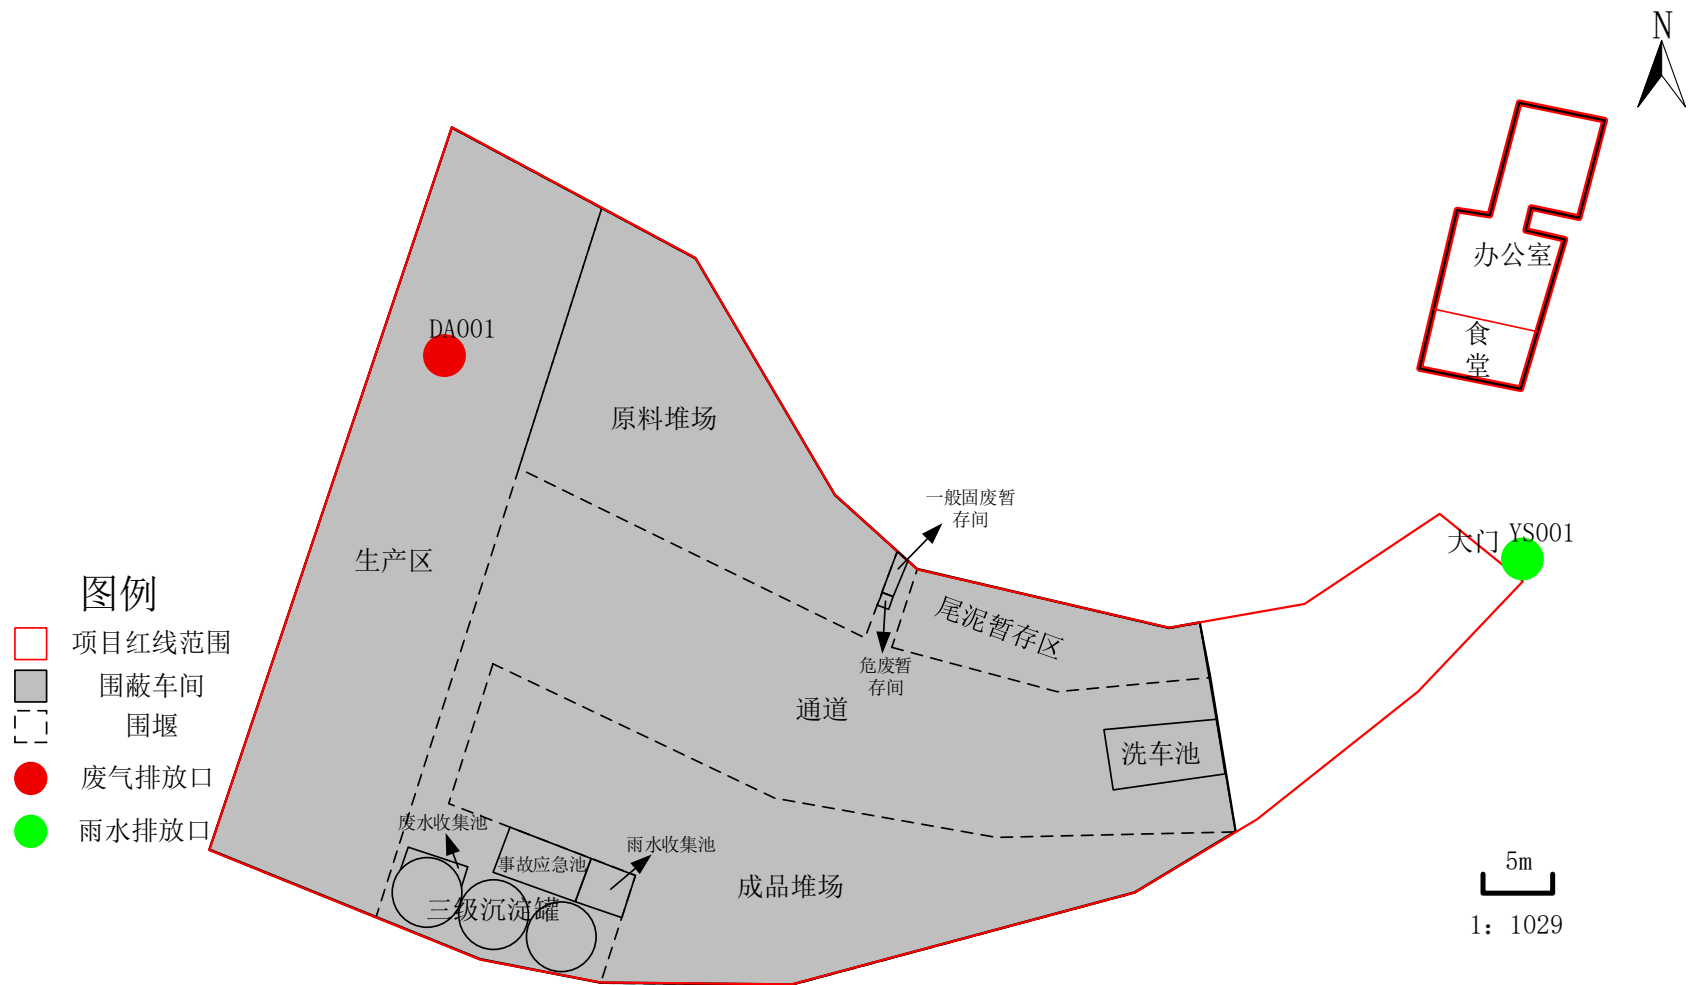 N
办公室
食
堂
DA001
原料堆场
一般固废暂
存间
大门
YS001
生产区
尾泥暂存区
危废暂
存间
通道
洗车池
图例
项目红线范围
围蔽车间
围堰
废气排放口
雨水排放口
废水收集池
事故应急池
雨水收集池
三级沉淀罐
成品堆场
5m
1: 1029